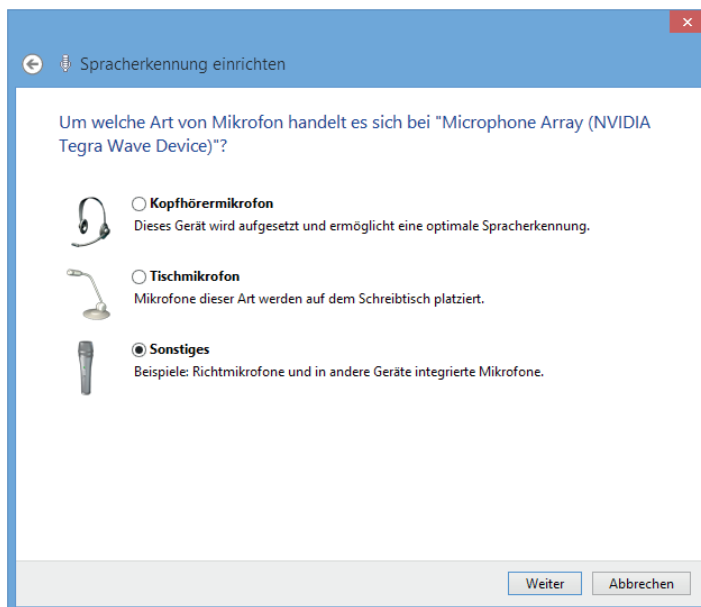 Spracherkennung einrichten
Um welche Art von Mikrofon handelt es sich bei "Microphone Array (NVIDIA
Tegra Wave Device)"?
Kopfhörermikrofon
Dieses Gerät wird aufgesetzt und ermöglicht eine optimale Spracherkennung.
Tischmikrofon
Mikrofone dieser Art werden auf dem Schreibtisch platziert.
Sonstiges
Beispiele: Richtmikrofone und in andere Geräte integrierte Mikrofone.
Weiter Abbrechen